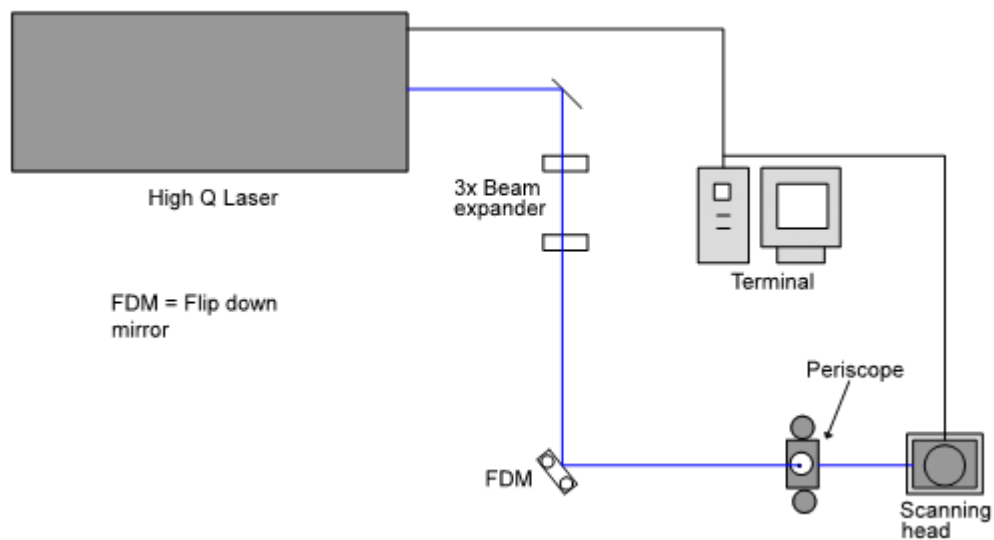 High Q Laser
3x Beam
expander
Terminal
FDM = Flip down
mirror
Periscope
FDM
Scanning
head